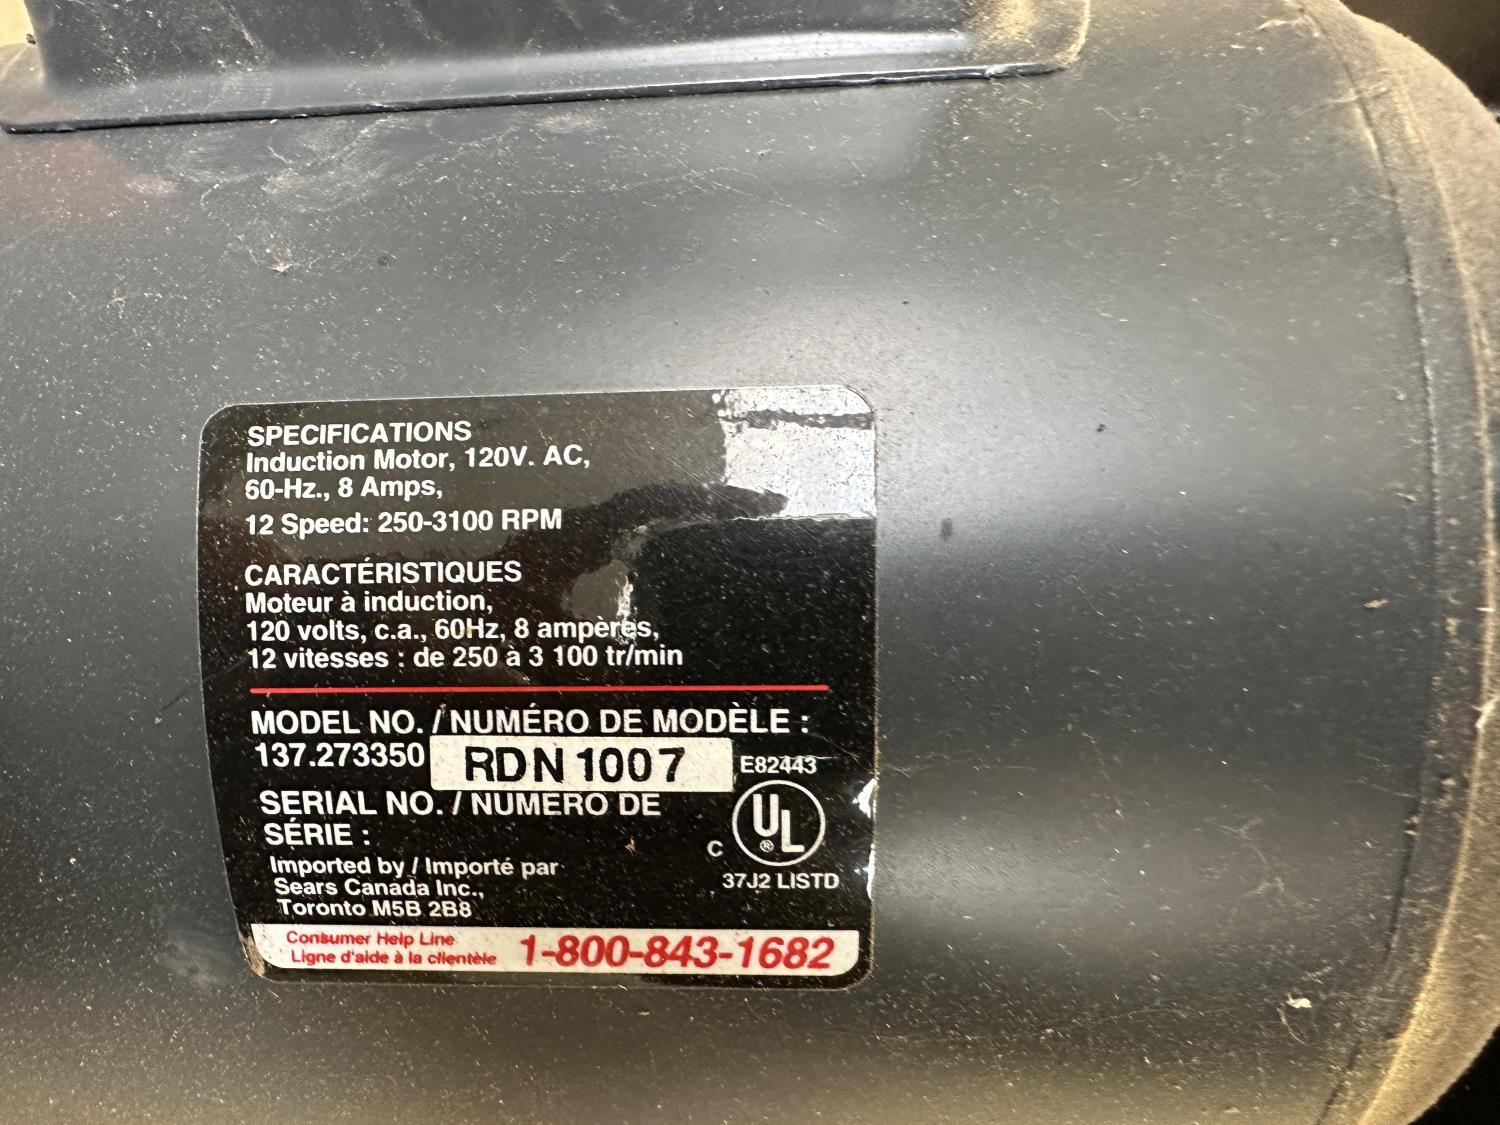 SPECIFICATIONS
Induction Motor, 120V. AC,
60-Hz., 8 Amps,
12 Speed: 250-3100 RPM
CARACTÉRISTIQUES
Moteur à induction,
120 volts, c.a., 60Hz, 8 ampères,
12 vitesses : de 250 à 3 100 tr/min
MODEL NO. / NUMÉRO DE MODÈLE :
137.273350 RDN1007 E82443
SERIAL NO. / NUMERO DE
SÉRIE :
UL ®
C
37J2 LISTD
Imported by / Importé par
Sears Canada Inc.,
Toronto M5B 2B8
Consumer Help Line
Ligne d'aide à la clientèle 1-800-843-1682